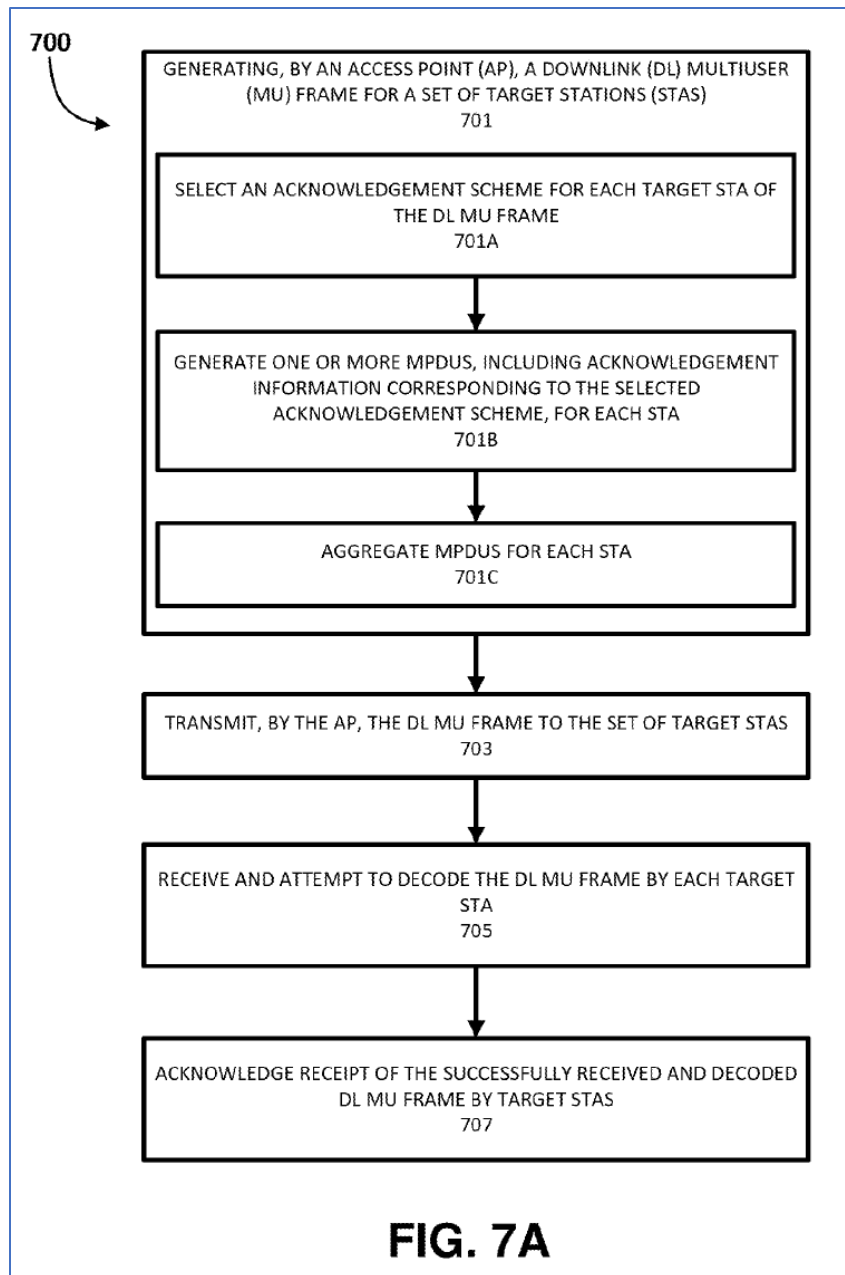 700
GENERATING, BY AN ACCESS POINT (AP), A DOWNLINK (DL) MULTIUSER
(MU) FRAME FOR A SET OF TARGET STATIONS (STAS)
701
SELECT AN ACKNOWLEDGEMENT SCHEME FOR EACH TARGET STA OF
THE DL MU FRAME
701A
GENERATE ONE OR MORE MPDUS, INCLUDING ACKNOWLEDGEMENT
INFORMATION CORRESPONDING TO THE SELECTED
ACKNOWLEDGEMENT SCHEME, FOR EACH STA
701B
AGGREGATE MPDUS FOR EACH STA
701C
TRANSMIT, BY THE AP, THE DL MU FRAME TO THE SET OF TARGET STAS
703
RECEIVE AND ATTEMPT TO DECODE THE DL MU FRAME BY EACH TARGET
STA
705
ACKNOWLEDGE RECEIPT OF THE SUCCESSFULLY RECEIVED AND DECODED
DL MU FRAME BY TARGET STAS
707
FIG. 7A